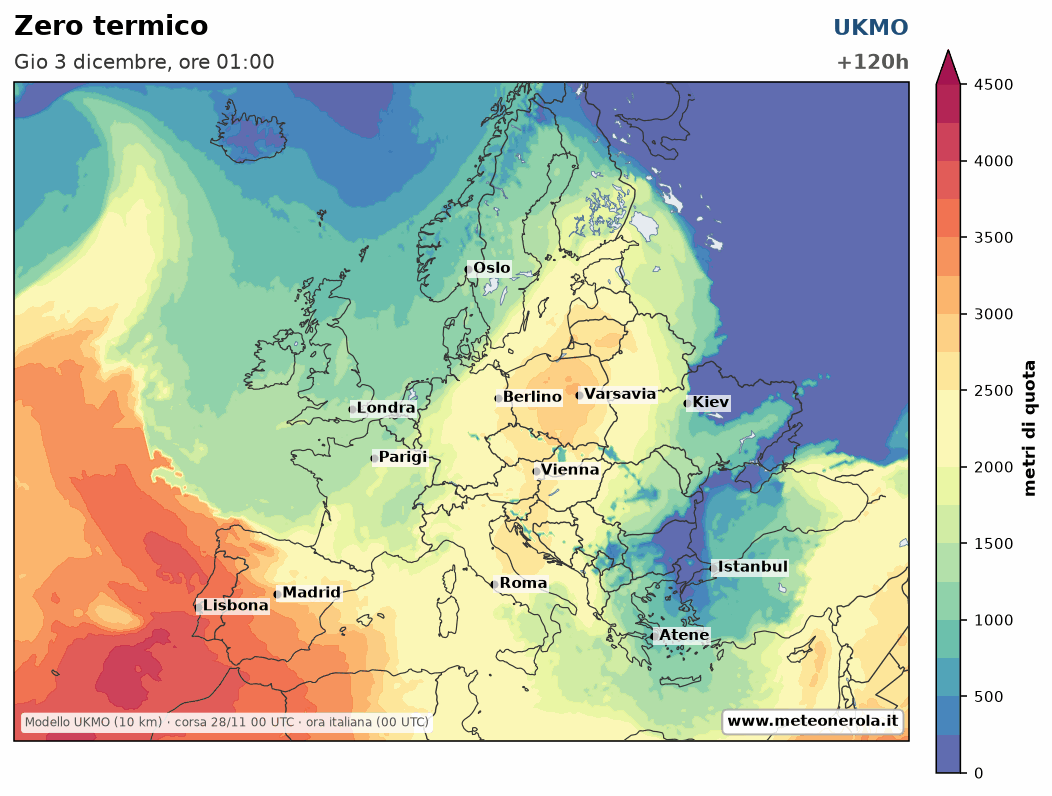 Zero termico
UKMO
Gio 3 dicembre, ore 01:00
+120h
4500
4000
3500
3000
2500
2000
1500
1000
500
0
metri di quota
Oslo
Berlino
Varsavia
Kiev
Londra
Parigi
Vienna
Istanbul
Roma
Madrid
Lisbona
Atene
Modello UKMO (10 km) · corsa 28/11 00 UTC · ora italiana (00 UTC)
www.meteonerola.it